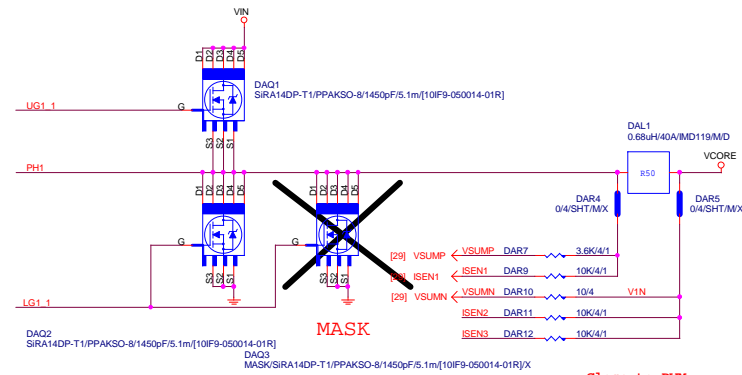 VIN
D1 D2 D3 D4 D5
DAQ1
SiRA14DP-T1/PPAKSO-8/1450pF/5.1m/[10IF9-050014-01R]
UG1_1
G
S3 S2 S1
DAL1
0.68uH/40A/IMD119/M/D
VCORE
PH1
R50
D1 D2 D3 D4 D5
D1 D2 D3 D4 D5
DAR4
0/4/SHT/M/X
DAR5
0/4/SHT/M/X
G
G
[29] VSUMP VSUMP DAR7 3.6K/4/1
ISEN1 ISEN1 DAR9 10K/4/1
S3 S2 S1
S3 S2 S1
[29] VSUMN VSUMN DAR10 10/4 V1N
LG1_1
ISEN2 DAR11 10K/4/1
MASK
ISEN3 DAR12 10K/4/1
DAQ2
SiRA14DP-T1/PPAKSO-8/1450pF/5.1m/[10IF9-050014-01R]
DAQ3
MASK/SiRA14DP-T1/PPAKSO-8/1450pF/5.1m/[10IF9-050014-01R]/X